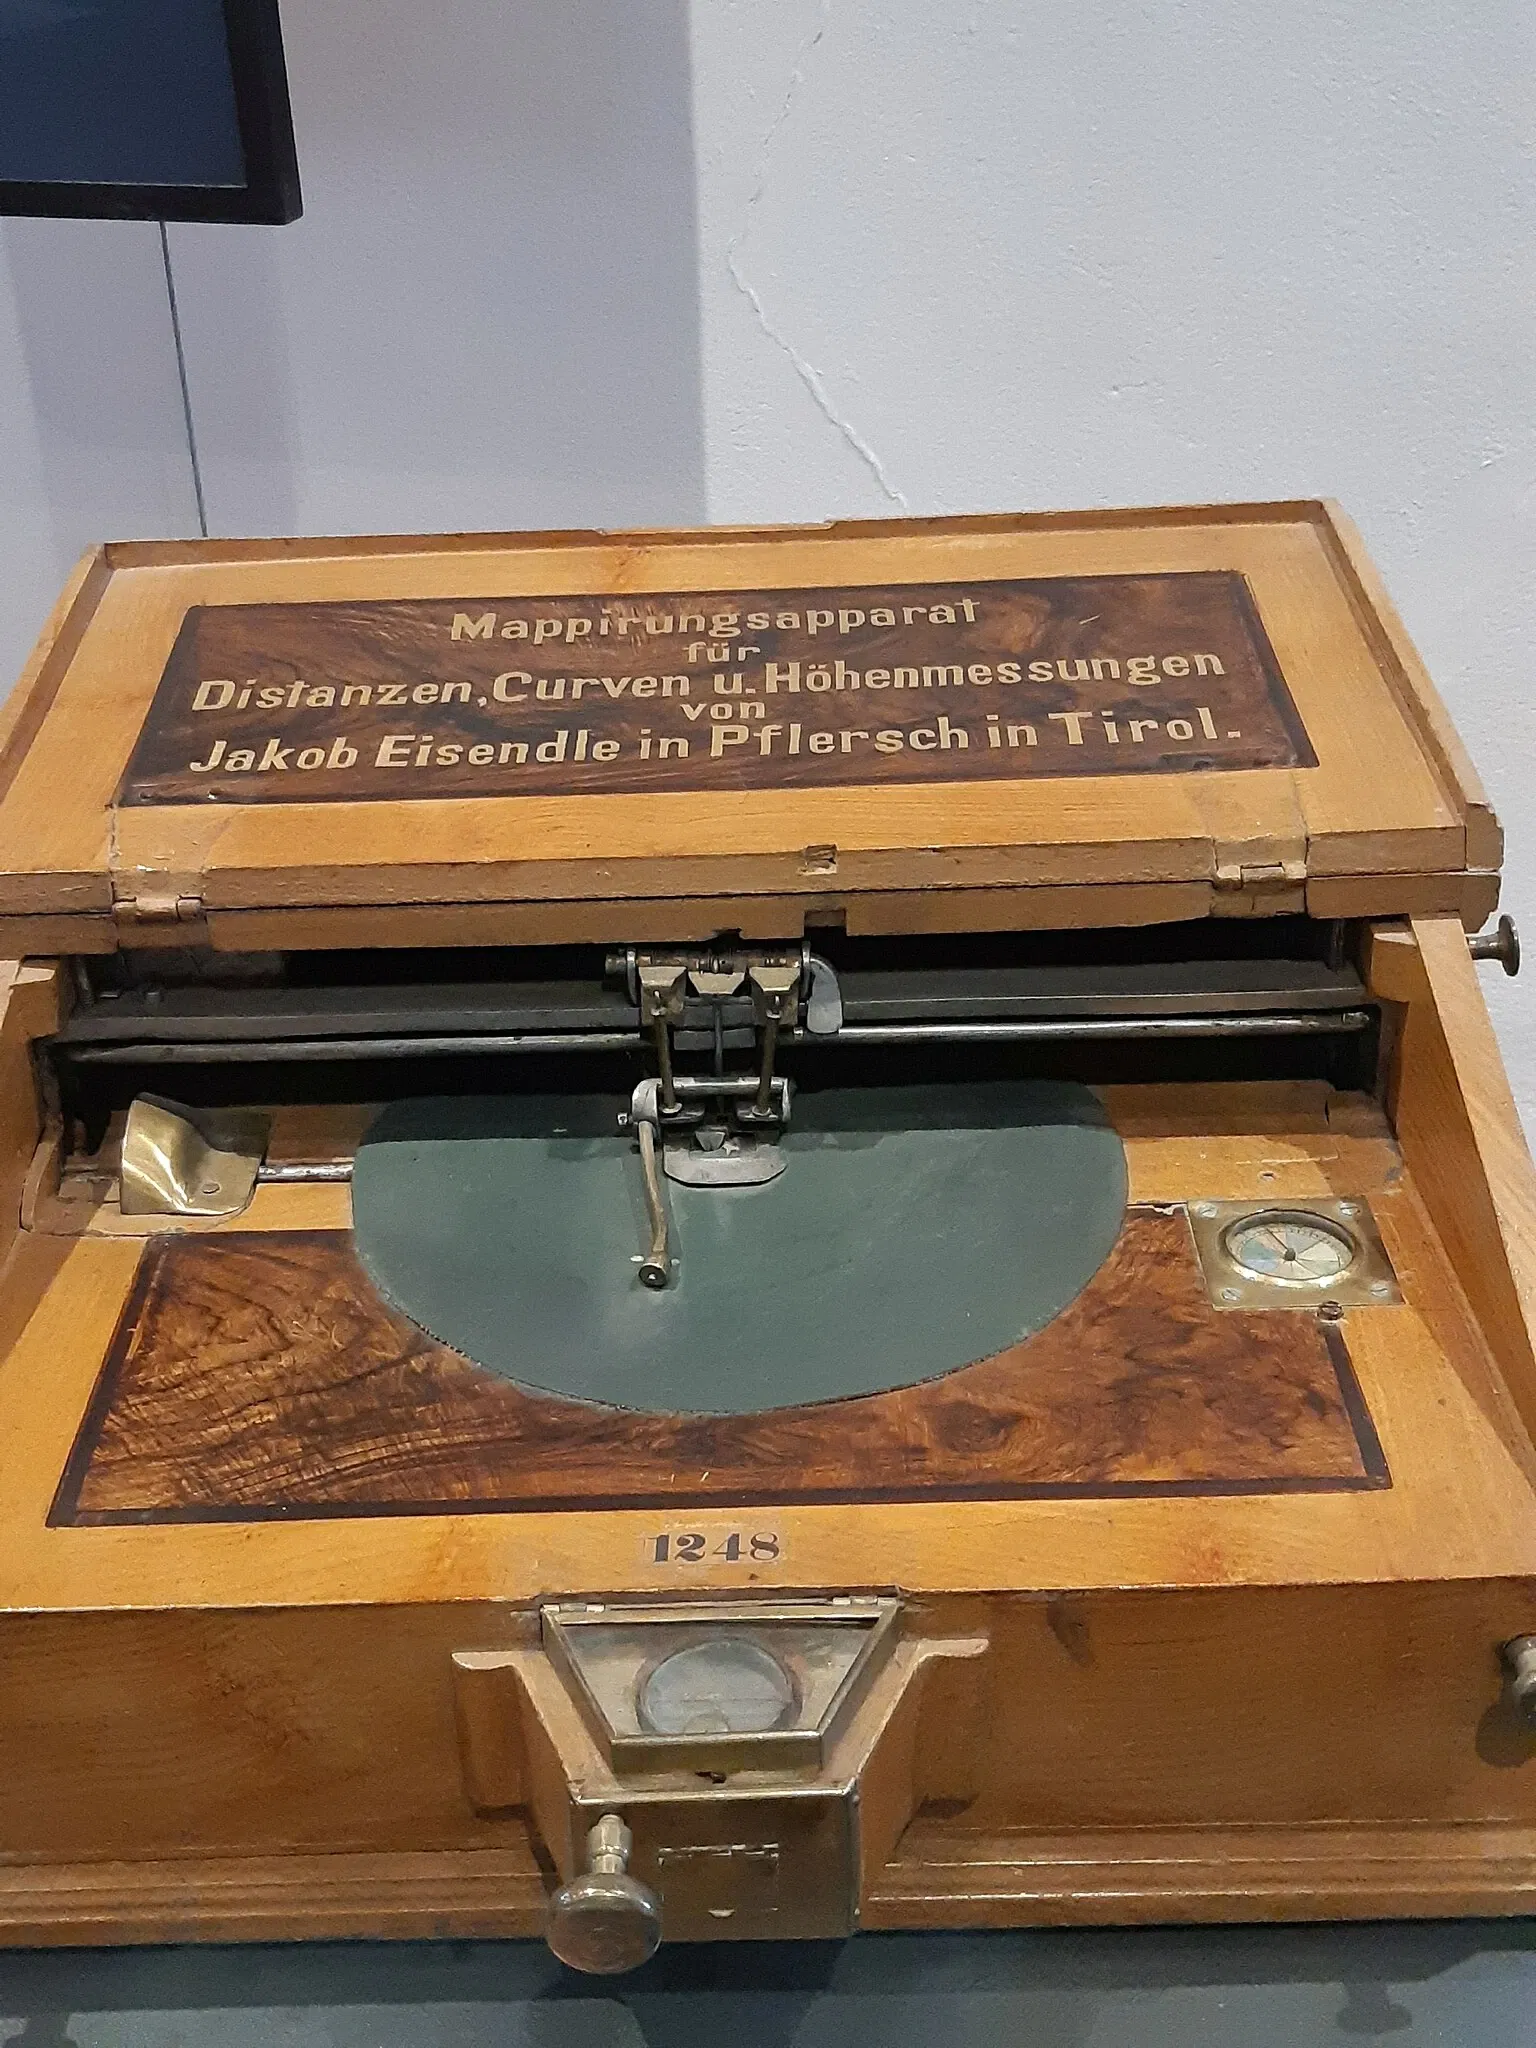 Mappirungsapparat
für
Distanzen, Curven u. Höhenmessungen
von
Jakob Eisendle in Pflersch in Tirol.
1248